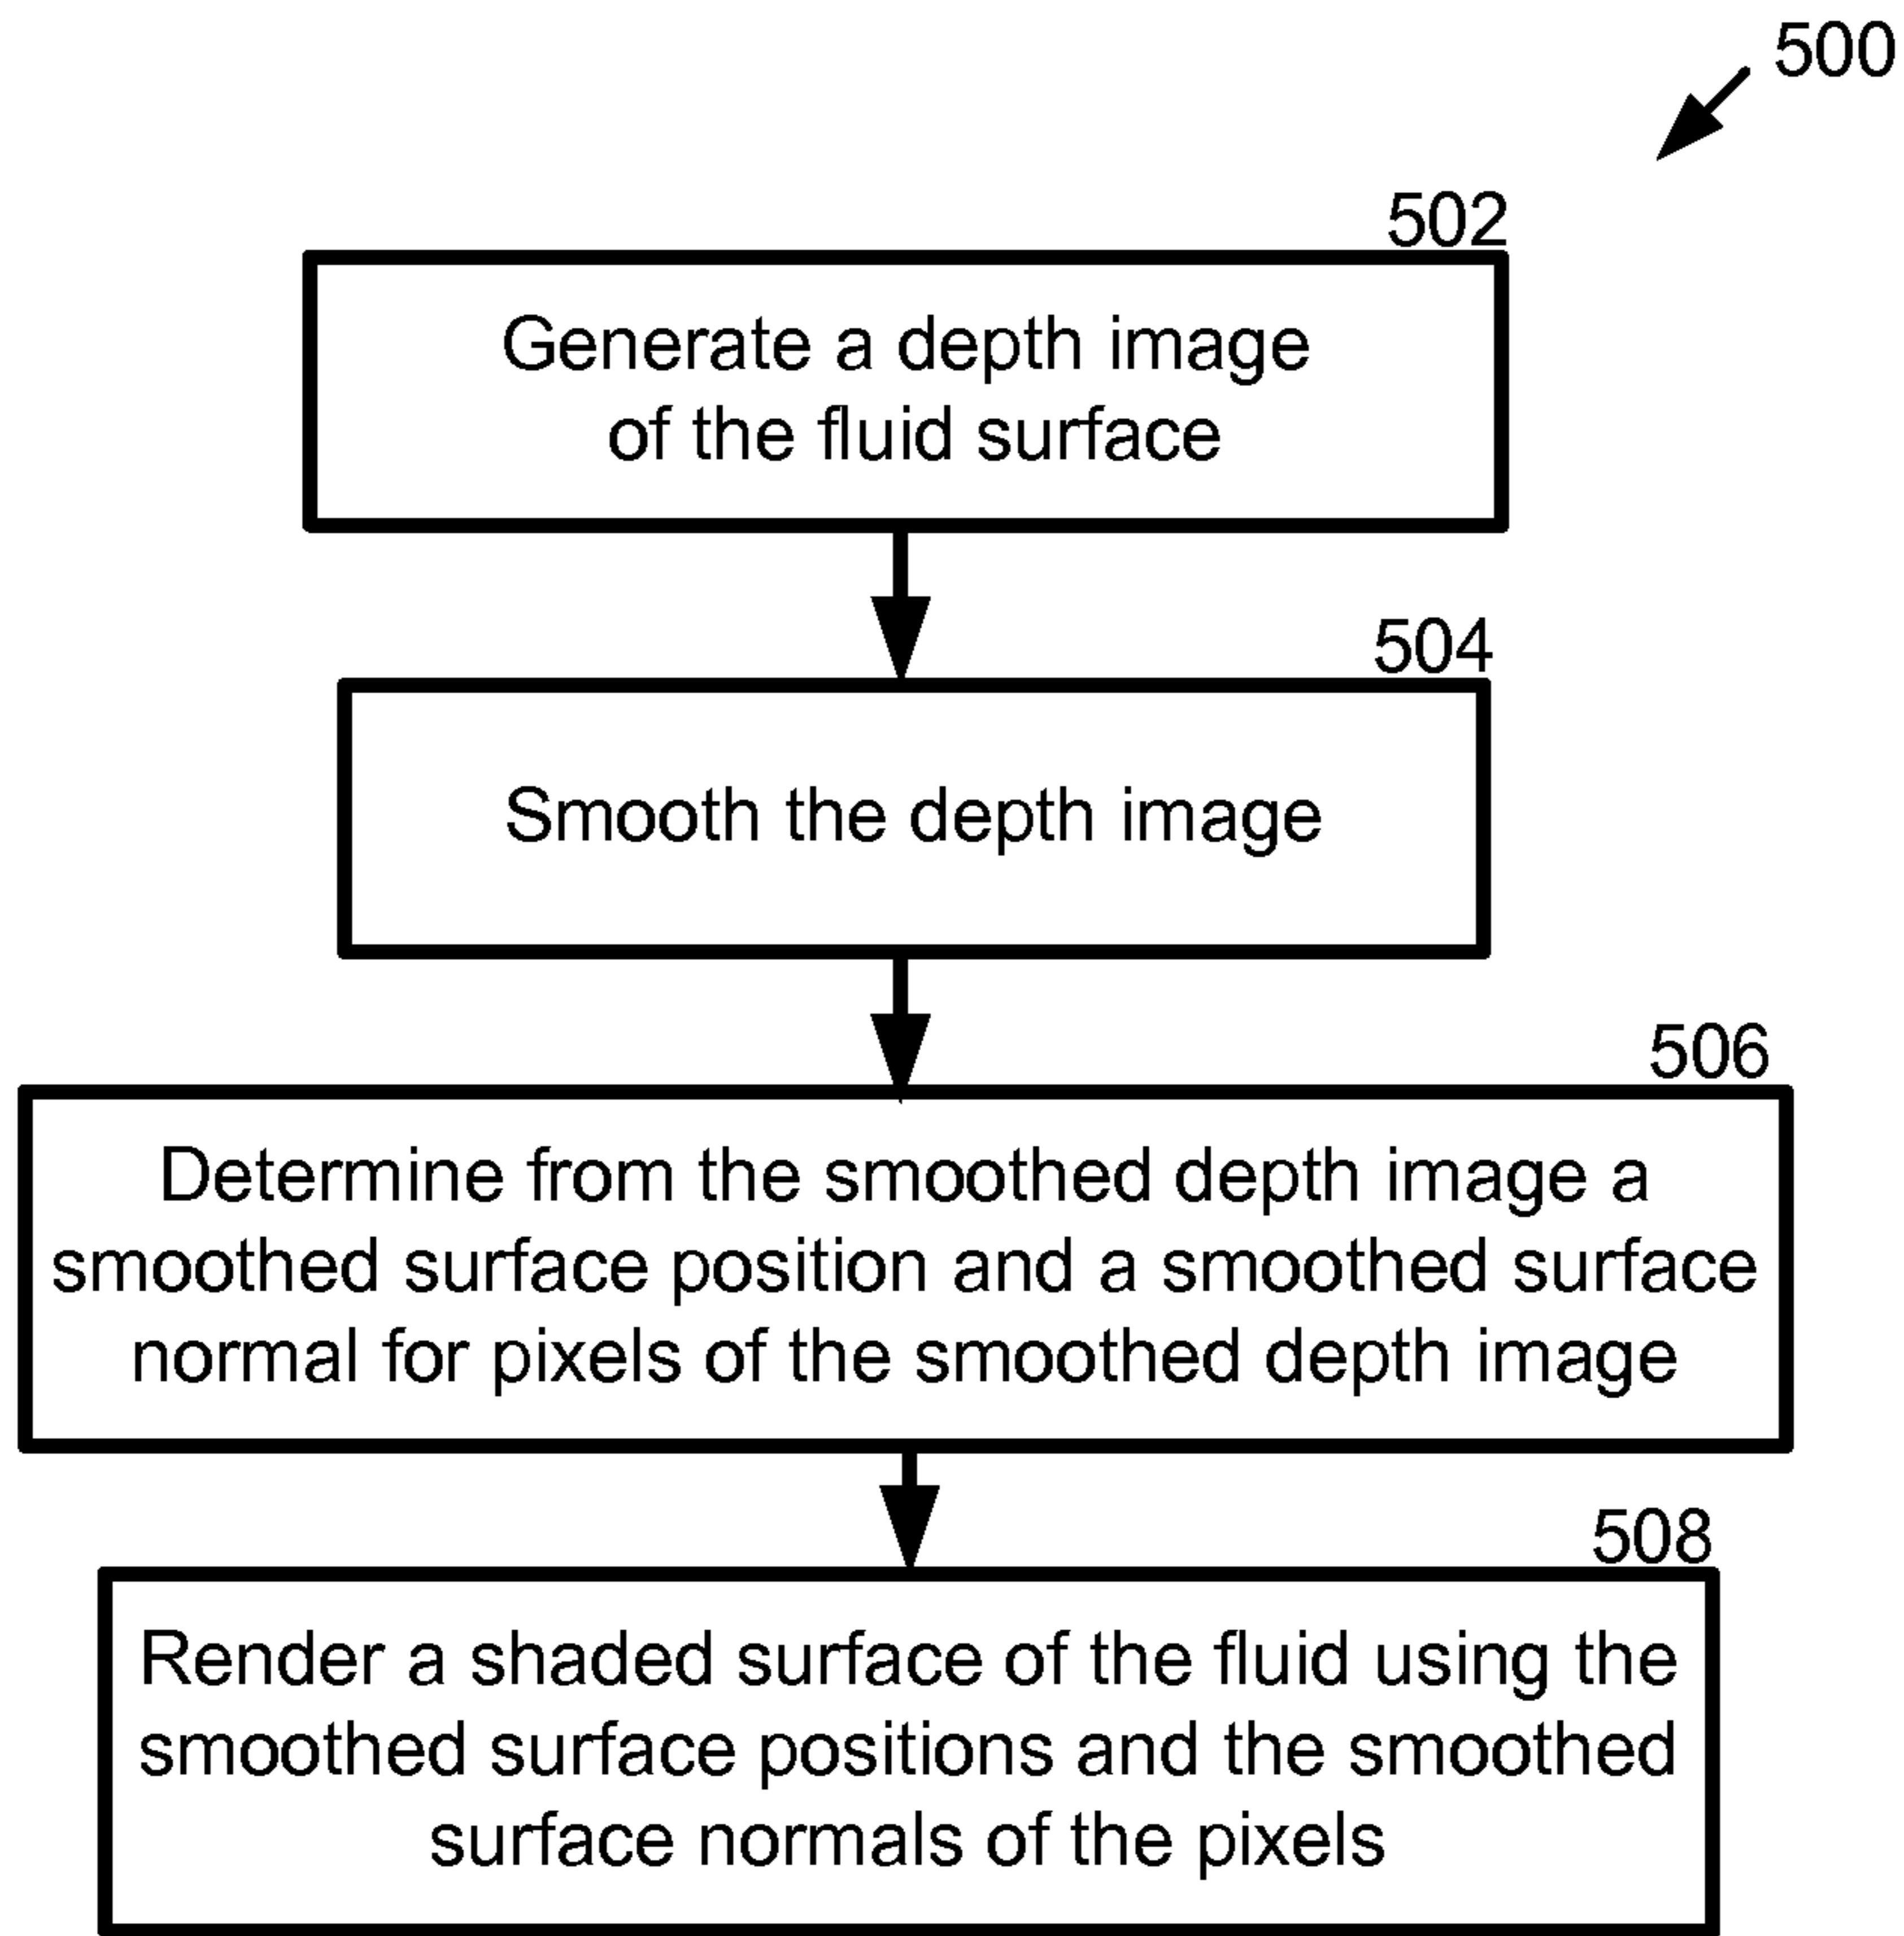 500
502
Generate a depth image
of the fluid surface
504
Smooth the depth image
506
Determine from the smoothed depth image a
smoothed surface position and a smoothed surface
normal for pixels of the smoothed depth image
508
Render a shaded surface of the fluid using the
smoothed surface positions and the smoothed
surface normals of the pixels